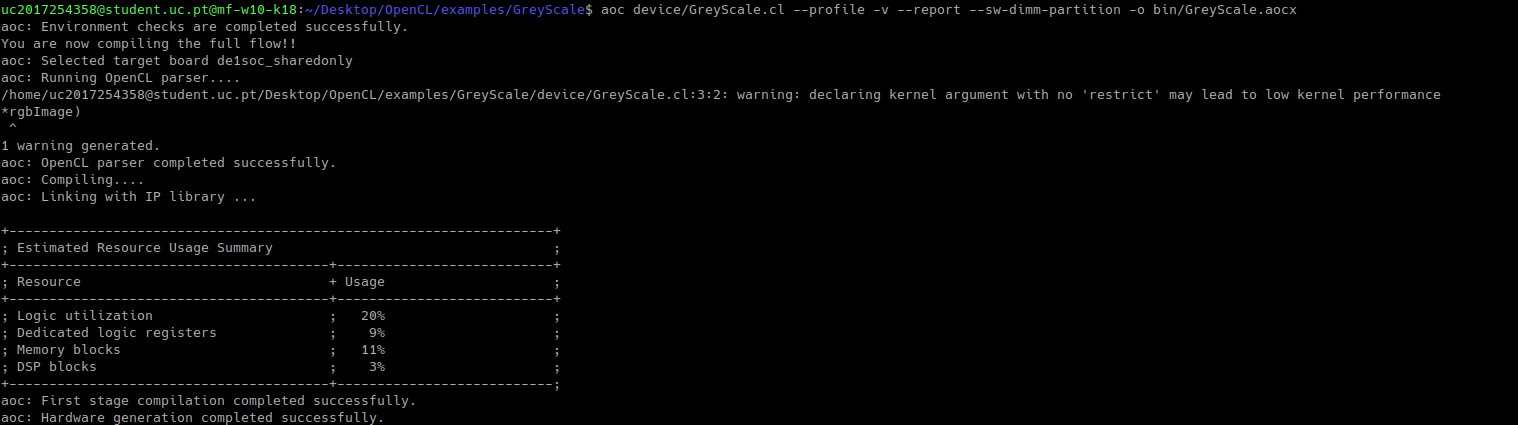 uc2017254358@student.uc.pt@mf-w10-k18:~/Desktop/OpenCL/examples/GreyScale$ aoc device/GreyScale.cl --profile -v --report --sw-dimm-partition -o bin/GreyScale.aocx
aoc: Environment checks are completed successfully.
You are now compiling the full flow!!
aoc: Selected target board de1soc_sharedonly
aoc: Running OpenCL parser....
/home/uc2017254358@student.uc.pt/Desktop/OpenCL/examples/GreyScale/device/GreyScale.cl:3:2: warning: declaring kernel argument with no 'restrict' may lead to low kernel performance
*rgbImage)
 ^
1 warning generated.
aoc: OpenCL parser completed successfully.
aoc: Compiling....
aoc: Linking with IP library ...

+--------------------------------------------------------------------+
; Estimated Resource Usage Summary                                   ;
+----------------------------------------+---------------------------+
; Resource                               + Usage                     ;
+----------------------------------------+---------------------------+
; Logic utilization                      ;   20%                     ;
; Dedicated logic registers              ;    9%                     ;
; Memory blocks                          ;   11%                     ;
; DSP blocks                             ;    3%                     ;
+----------------------------------------+---------------------------;
aoc: First stage compilation completed successfully.
aoc: Hardware generation completed successfully.